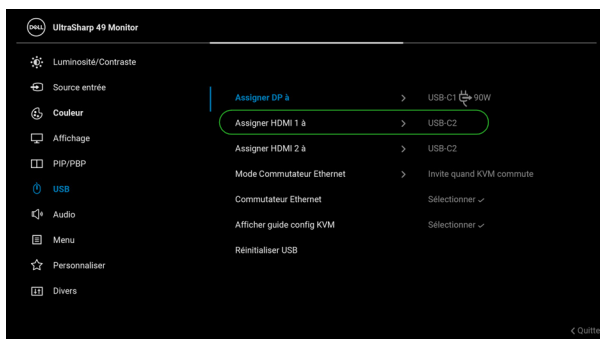 DELL UltraSharp 49 Monitor
Luminosité/Contraste
Source entrée
Couleur
Affichage
PIP/PBP
USB
Audio
Menu
Personnaliser
Divers
Assigner DP à > USB-C1 90W
Assigner HDMI 1 à > USB-C2
Assigner HDMI 2 à > USB-C2
Mode Commutateur Ethernet > Invite quand KVM commute
Commutateur Ethernet Sélectionner ✓
Afficher guide config KVM Sélectionner ✓
Réinitialiser USB
< Quitte